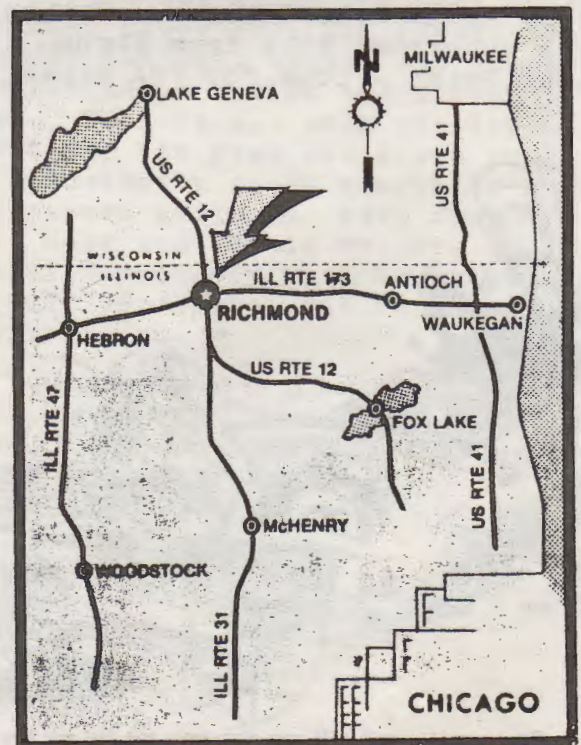 N
MILWAUKEE
LAKE GENEVA
US RTE 12
US RTE 41
WISCONSIN
ILLINOIS
ILL RTE 173
ANTIOCH
RICHMOND
WAUKEGAN
HEBRON
US RTE 12
ILL RTE 47
FOX LAKE
US RTE 41
McHENRY
WOODSTOCK
ILL RTE 31
CHICAGO